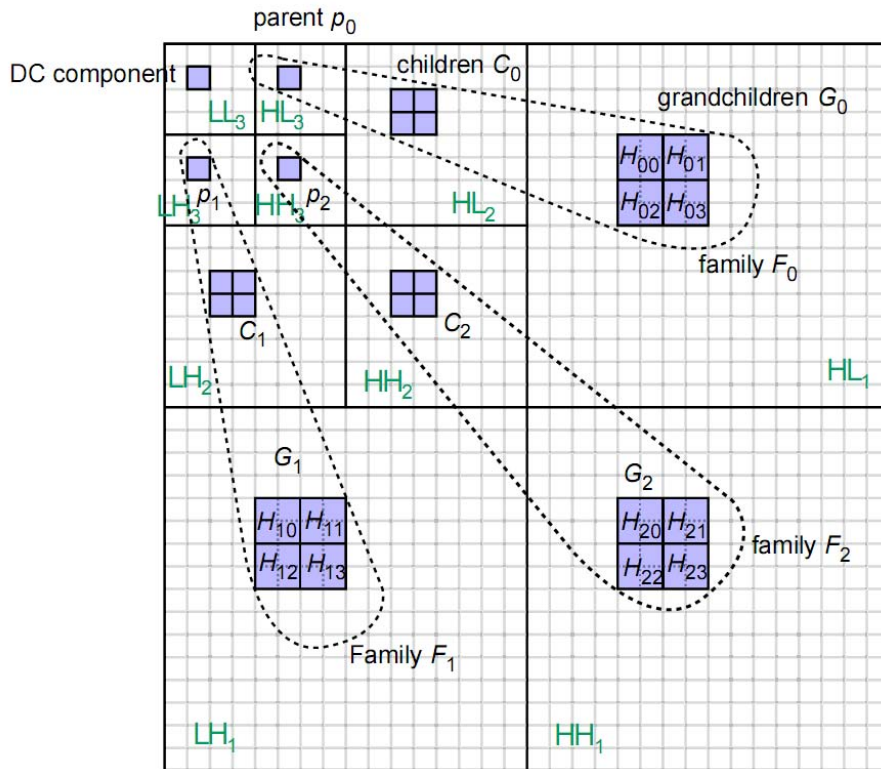 parent p₀
DC component
children C₀
grandchildren G₀
LL₃
HL₃
H₀₀ H₀₁
H₀₂ H₀₃
LH₃
p₁
HH₃
p₂
HL₂
family F₀
C₁
C₂
LH₂
HH₂
HL₁
G₁
G₂
H₁₀ H₁₁
H₁₂ H₁₃
H₂₀ H₂₁
H₂₂ H₂₃
family F₂
Family F₁
LH₁
HH₁